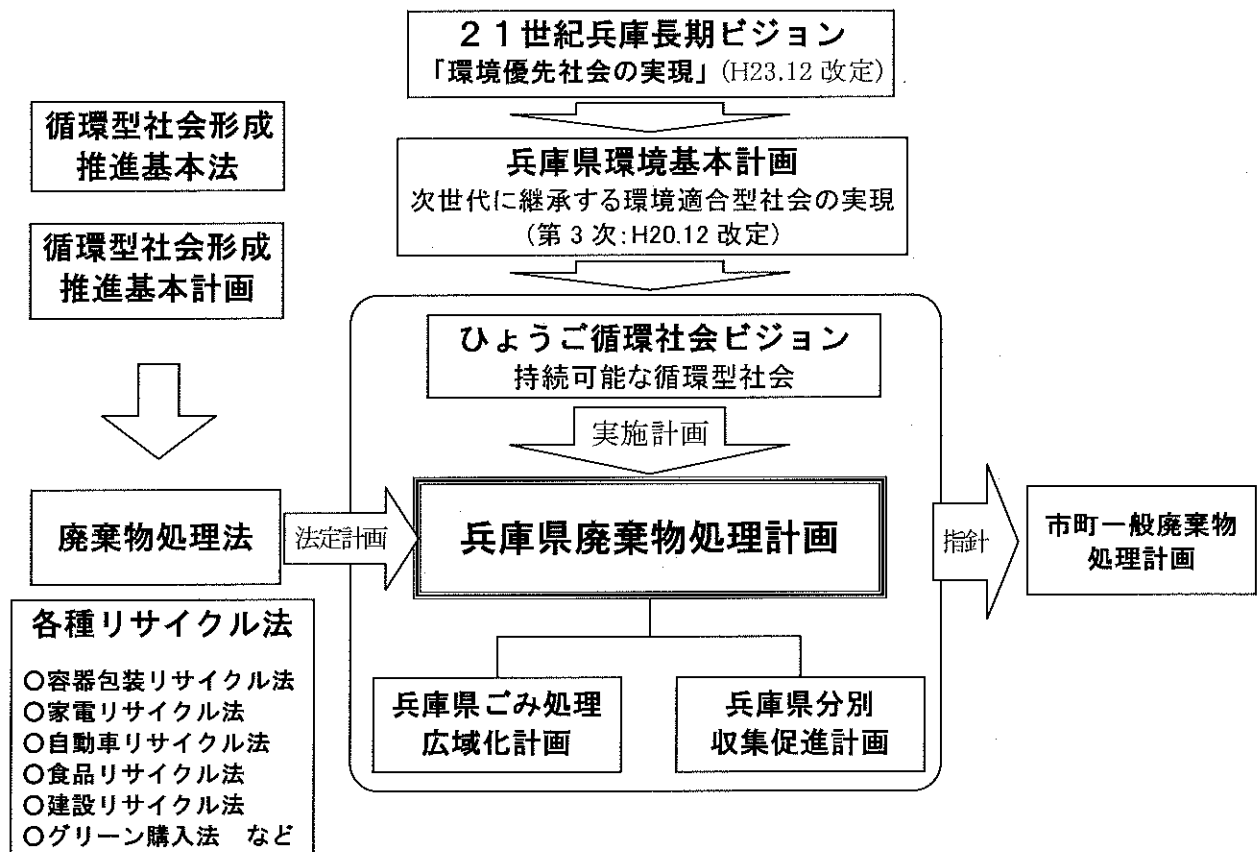 ２１世紀兵庫長期ビジョン
「環境優先社会の実現」(H23.12 改定)
循環型社会形成
推進基本法
兵庫県環境基本計画
次世代に継承する環境適合型社会の実現
(第３次:H20.12 改定)
循環型社会形成
推進基本計画
ひょうご循環社会ビジョン
持続可能な循環型社会
実施計画
廃棄物処理法
法定計画
兵庫県廃棄物処理計画
指針
市町一般廃棄物
処理計画
各種リサイクル法
○容器包装リサイクル法
○家電リサイクル法
○自動車リサイクル法
○食品リサイクル法
○建設リサイクル法
○グリーン購入法　など
兵庫県ごみ処理
広域化計画
兵庫県分別
収集促進計画